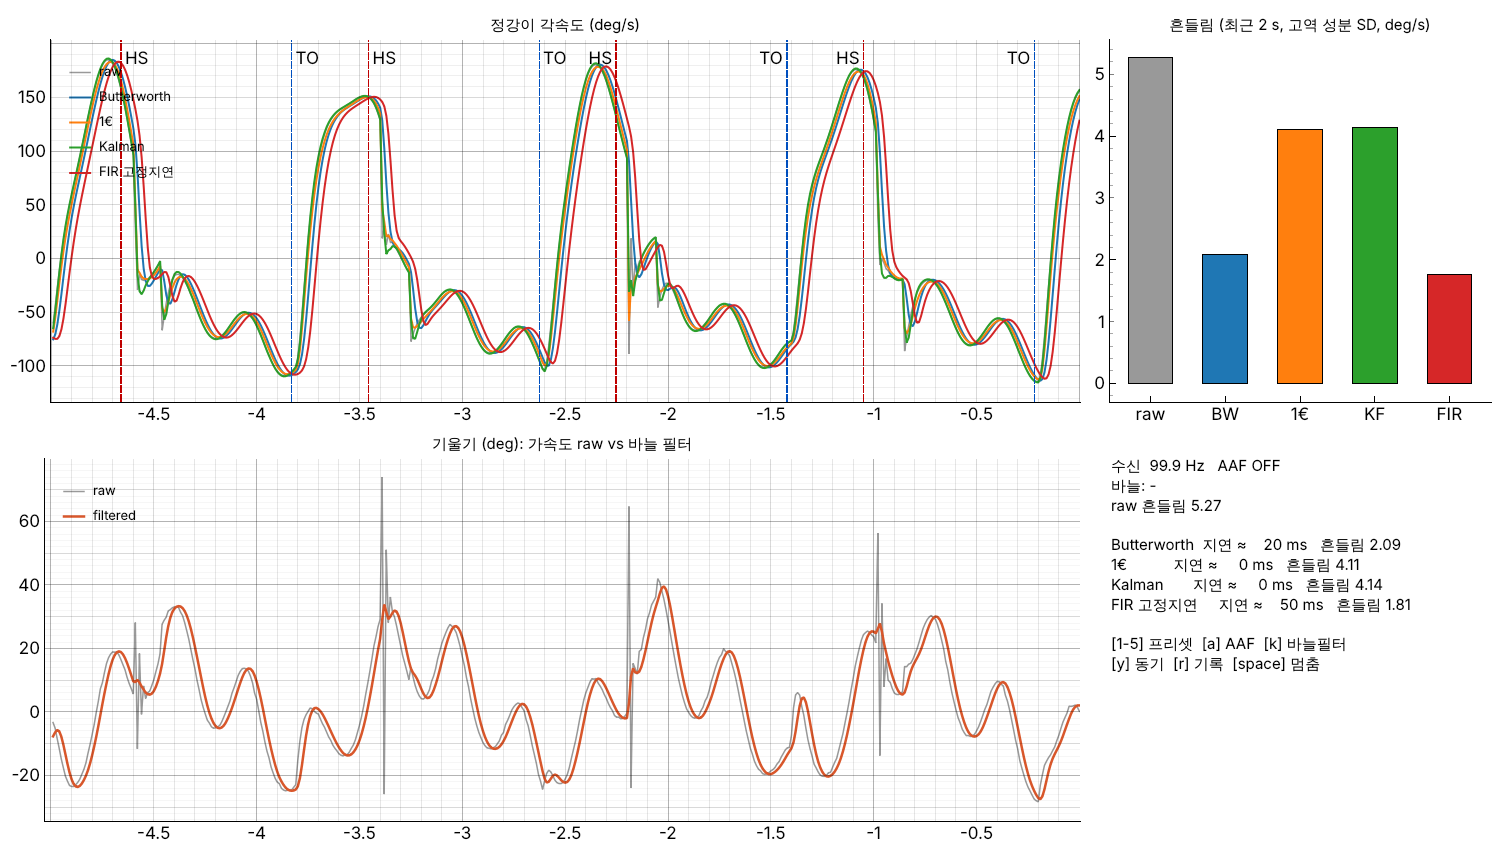 정강이 각속도 (deg/s)
HS TO HS TO HS TO HS TO
raw
Butterworth
1€
Kalman
FIR 고정지연
150
100
50
0
-50
-100
-4.5 -4 -3.5 -3 -2.5 -2 -1.5 -1 -0.5
흔들림 (최근 2 s, 고역 성분 SD, deg/s)
5
4
3
2
1
0
raw BW 1€ KF FIR
기울기 (deg): 가속도 raw vs 바늘 필터
raw
filtered
60
40
20
0
-20
-4.5 -4 -3.5 -3 -2.5 -2 -1.5 -1 -0.5
수신 99.9 Hz AAF OFF
바늘: -
raw 흔들림 5.27
Butterworth 지연 ≈ 20 ms 흔들림 2.09
1€ 지연 ≈ 0 ms 흔들림 4.11
Kalman 지연 ≈ 0 ms 흔들림 4.14
FIR 고정지연 지연 ≈ 50 ms 흔들림 1.81
[1-5] 프리셋 [a] AAF [k] 바늘필터
[y] 동기 [r] 기록 [space] 멈춤